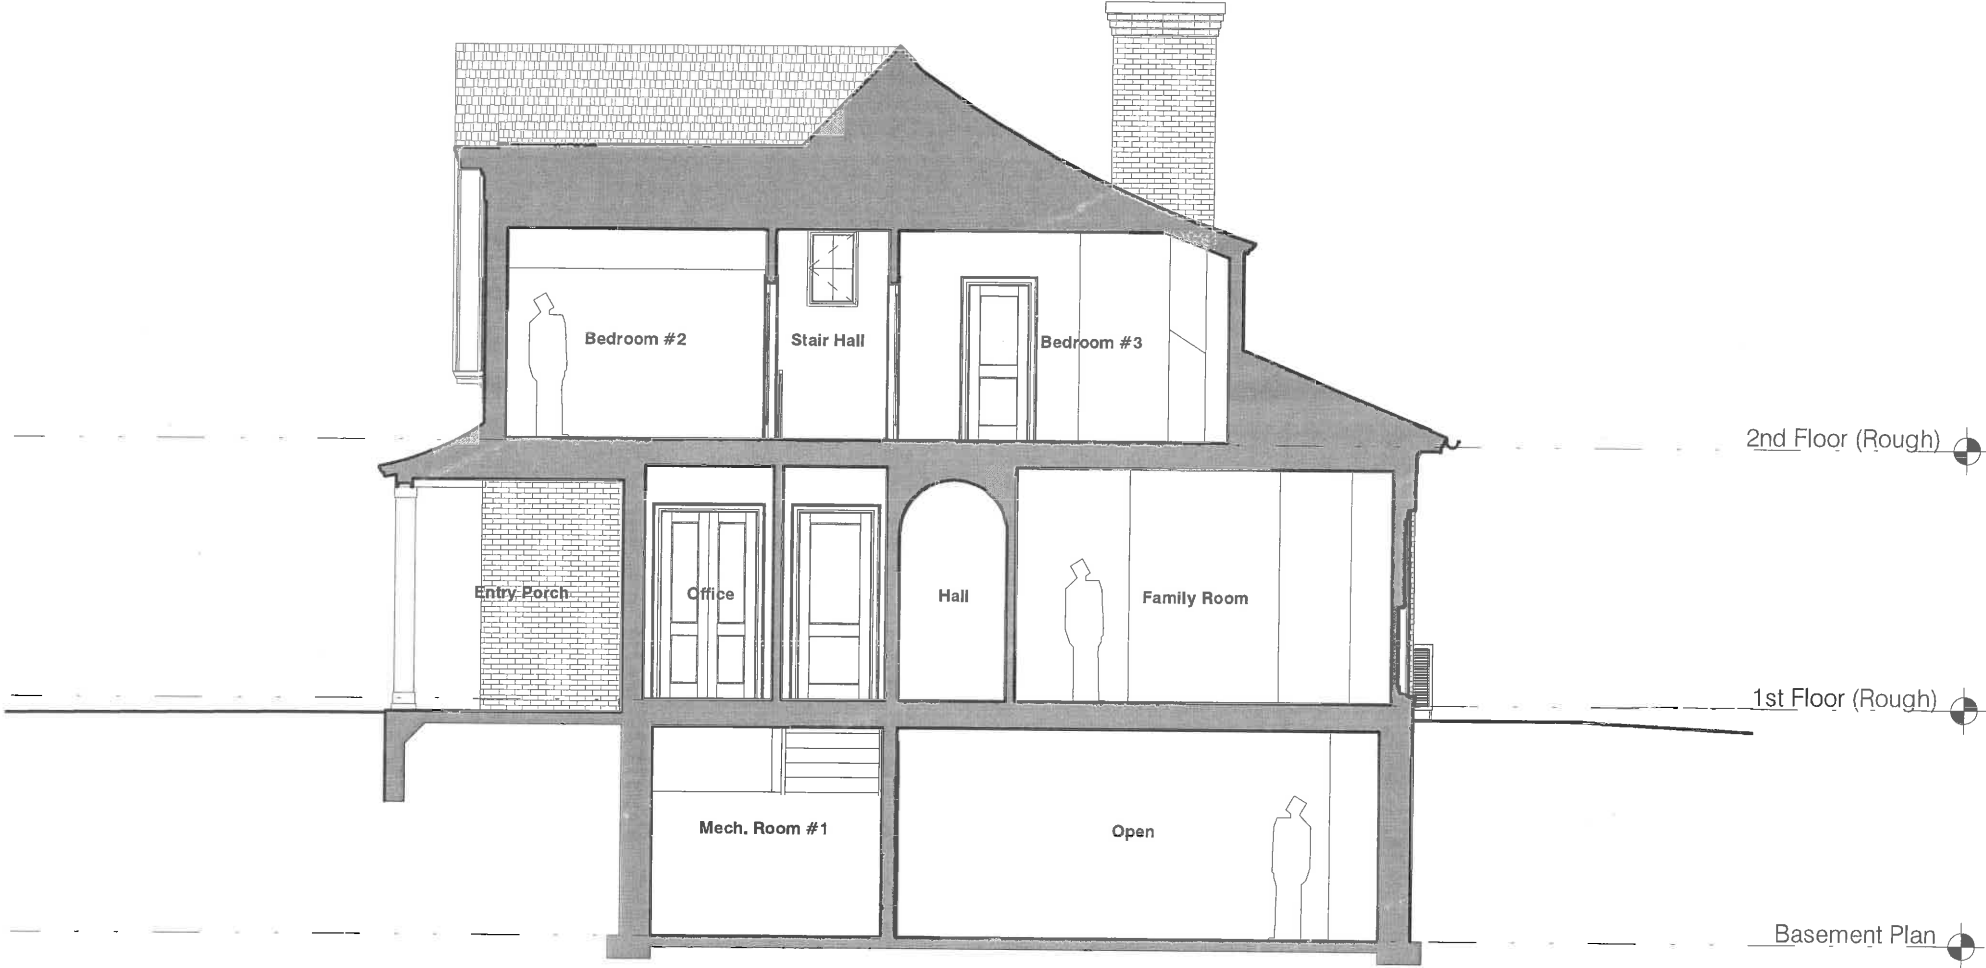 Bedroom #2
Stair Hall
Bedroom #3
2nd Floor (Rough)
Entry Porch
Office
Hall
Family Room
1st Floor (Rough)
Mech. Room #1
Open
Basement Plan